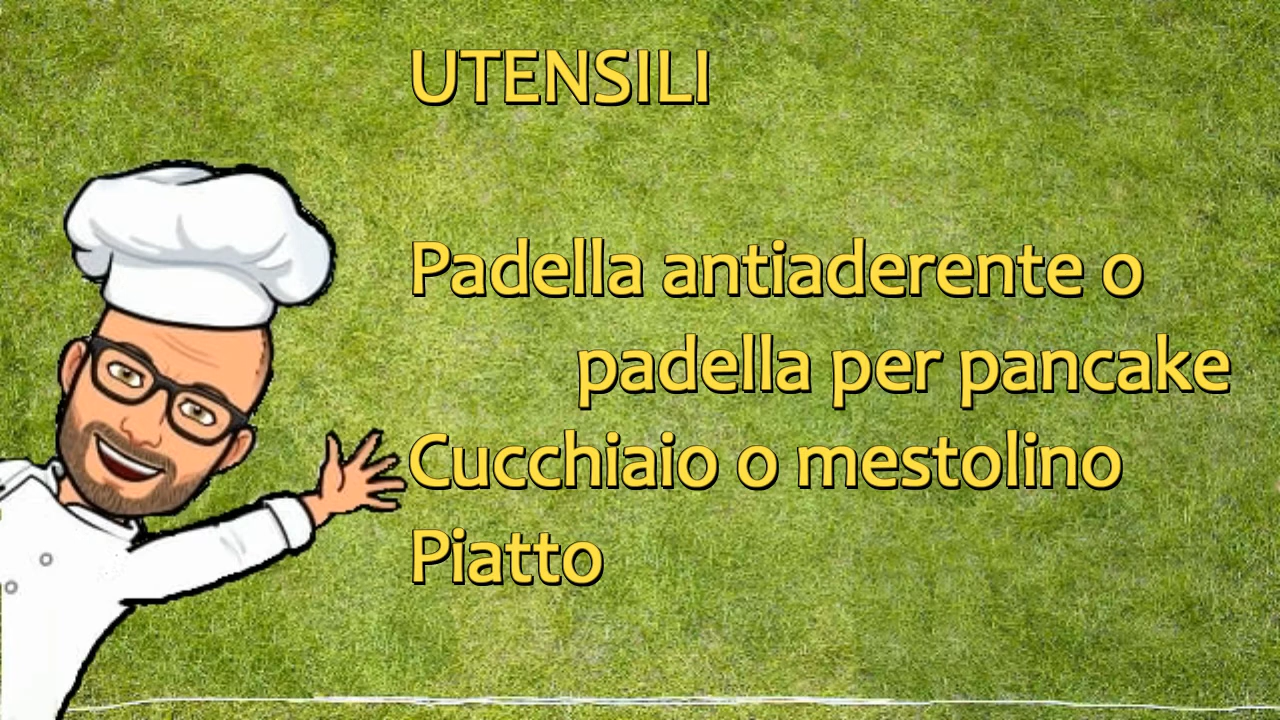 UTENSILI
Padella antiaderente o
padella per pancake
Cucchiaio o mestolino
Piatto